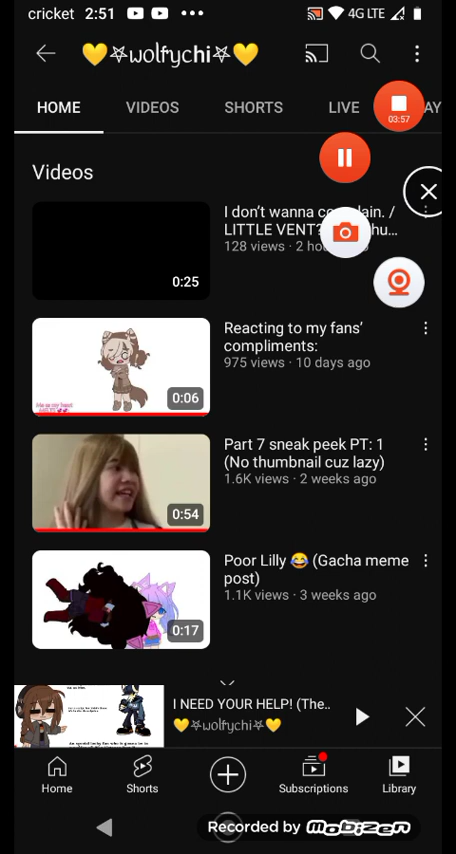 cricket 2:51 4G LTE
💛⛧wolfychi⛧💛
HOME VIDEOS SHORTS LIVE AY
03:57
Videos
I don't wanna
LITTLE VENT?
128 views · 2
0:25
Reacting to my fans'
compliments:
975 views · 10 days ago
0:06
Part 7 sneak peek PT: 1
(No thumbnail cuz lazy)
1.6K views · 2 weeks ago
0:54
Poor Lilly 😂 (Gacha meme
post)
1.1K views · 3 weeks ago
0:17
I NEED YOUR HELP! (The..
💛⛧wolfychi⛧💛
Home Shorts Subscriptions Library
Recorded by mobizen